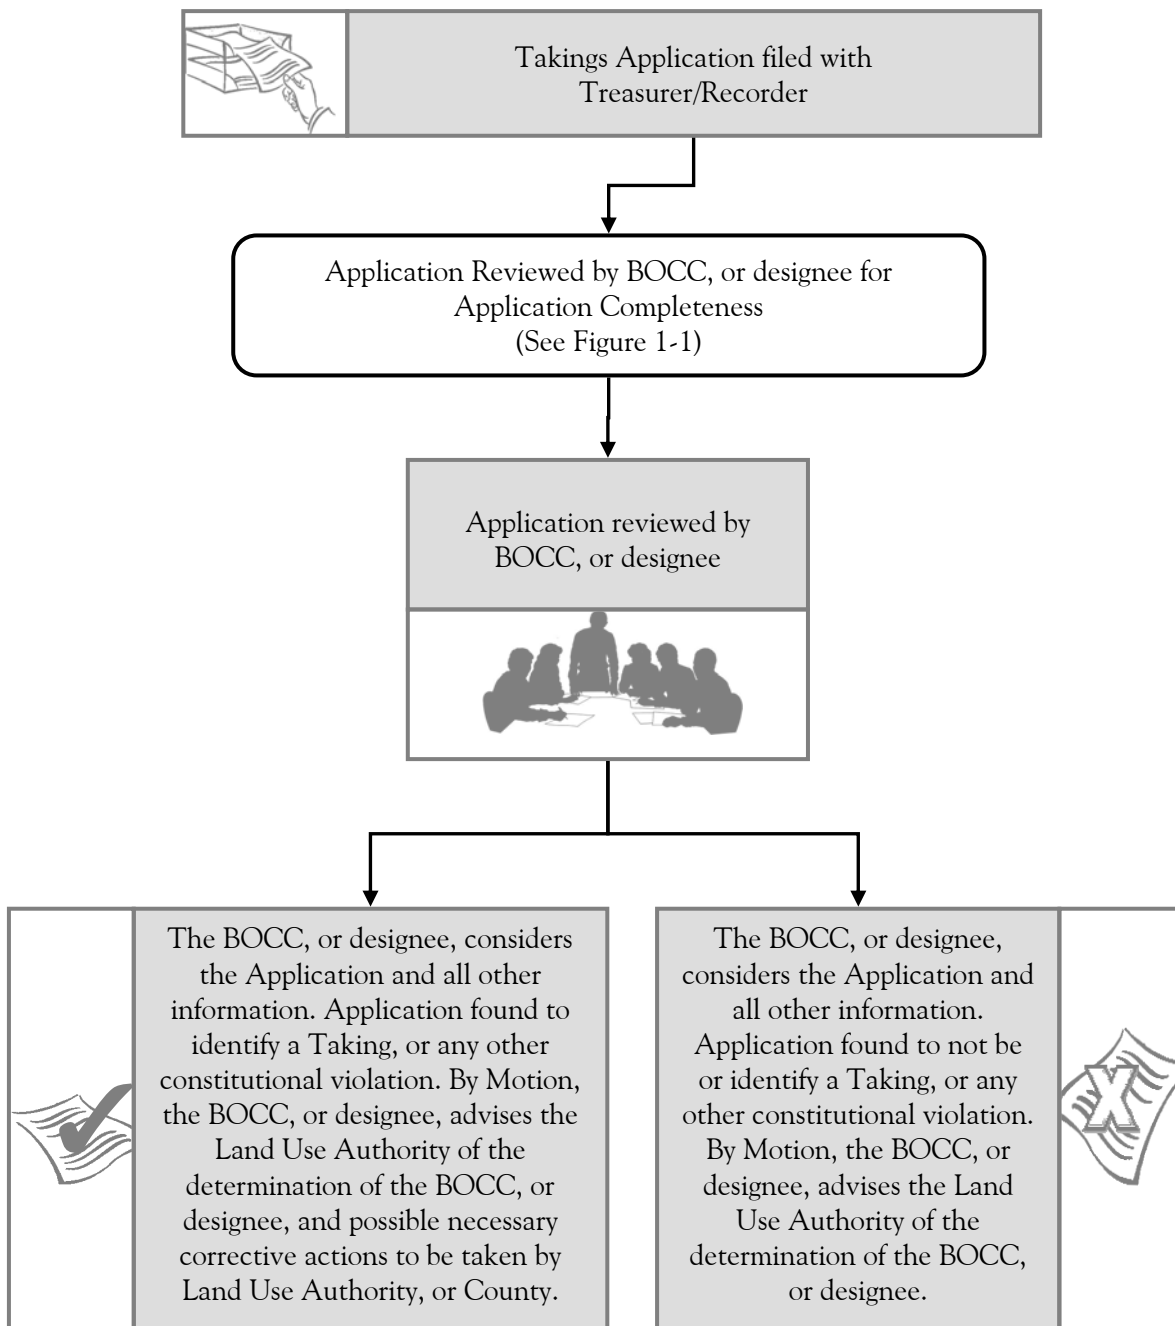 Takings Application filed with
Treasurer/Recorder
Application Reviewed by BOCC, or designee for
Application Completeness
(See Figure 1-1)
Application reviewed by
BOCC, or designee
The BOCC, or designee, considers
the Application and all other
information. Application found to
identify a Taking, or any other
constitutional violation. By Motion,
the BOCC, or designee, advises the
Land Use Authority of the
determination of the BOCC, or
designee, and possible necessary
corrective actions to be taken by
Land Use Authority, or County.
The BOCC, or designee,
considers the Application and
all other information.
Application found to not be
or identify a Taking, or any
other constitutional violation.
By Motion, the BOCC, or
designee, advises the Land
Use Authority of the
determination of the BOCC,
or designee.
X